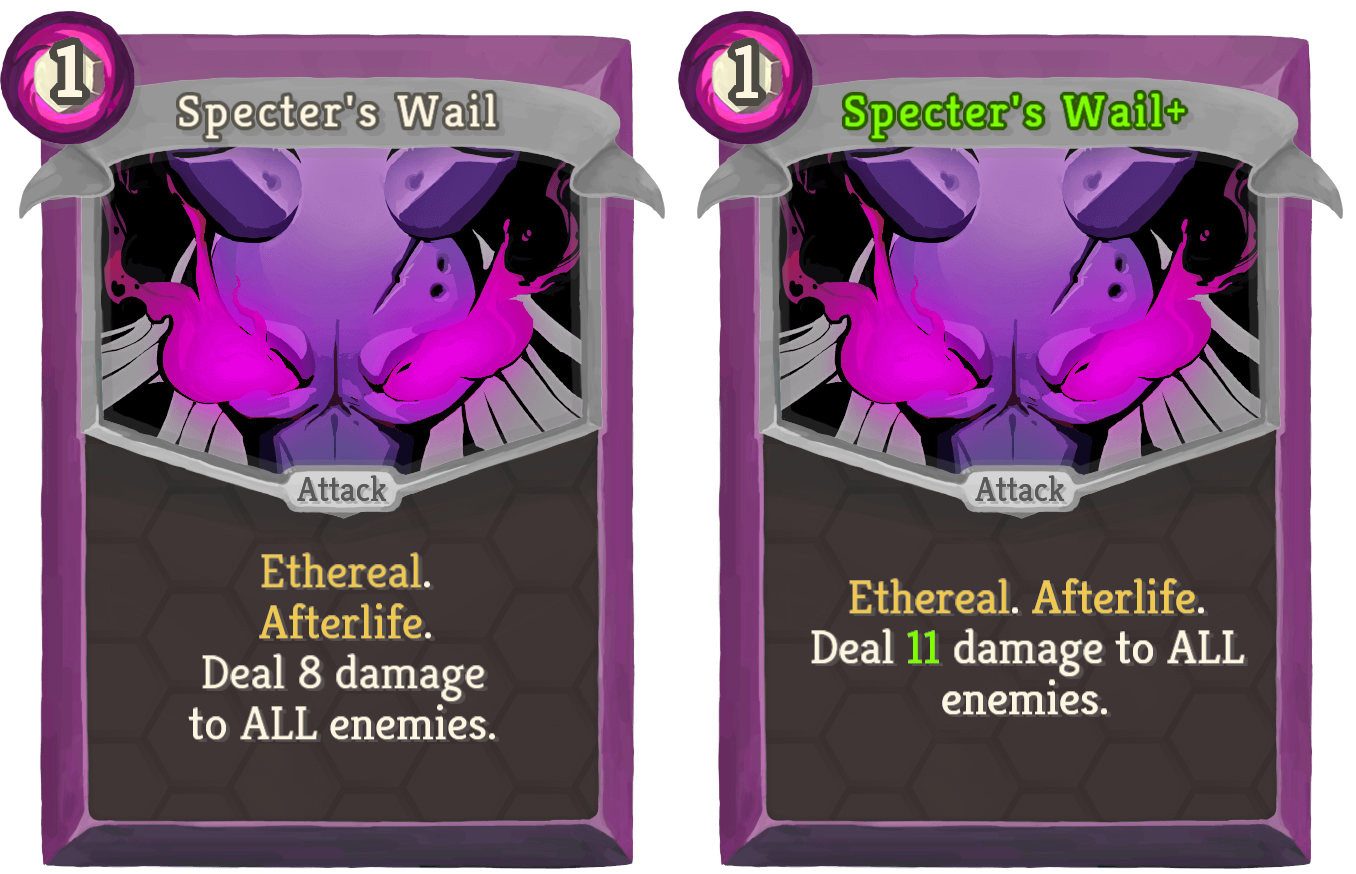 1
Specter's Wail
Attack
Ethereal.
Afterlife.
Deal 8 damage
to ALL enemies.
1
Specter's Wail+
Attack
Ethereal. Afterlife.
Deal 11 damage to ALL
enemies.